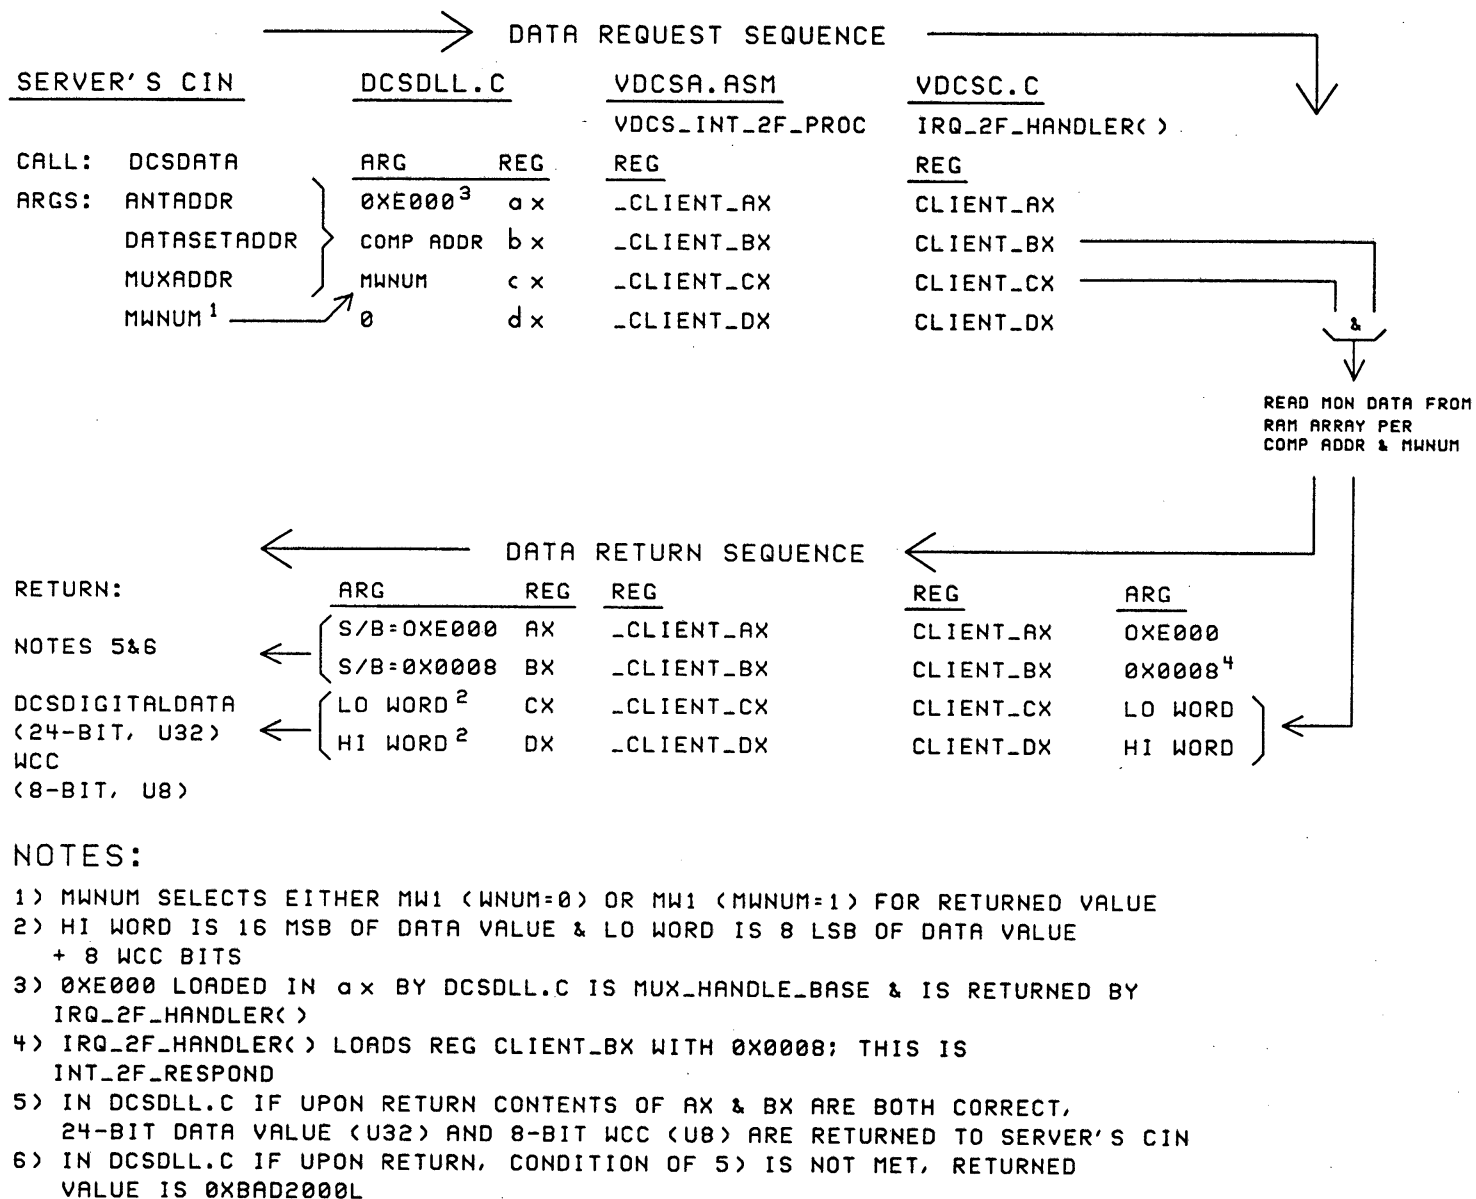 DATA REQUEST SEQUENCE
SERVER'S CIN DCSDLL.C VDCSA.ASM VDCSC.C
VDCS_INT_2F_PROC IRQ_2F_HANDLER()
CALL: DCSDATA ARG REG REG REG
ARGS: ANTADDR 0XE000³ ax _CLIENT_AX CLIENT_AX
DATASETADDR COMP ADDR bx _CLIENT_BX CLIENT_BX
MUXADDR MWNUM cx _CLIENT_CX CLIENT_CX
MWNUM¹ 0 dx _CLIENT_DX CLIENT_DX
&
READ MON DATA FROM
RAM ARRAY PER
COMP ADDR & MWNUM
DATA RETURN SEQUENCE
RETURN: ARG REG REG REG ARG
S/B=OXE000 AX _CLIENT_AX CLIENT_AX OXE000
NOTES 5&6 S/B=0X0008 BX _CLIENT_BX CLIENT_BX 0X0008⁴
DCSDIGITALDATA LO WORD² CX _CLIENT_CX CLIENT_CX LO WORD
(24-BIT, U32) HI WORD² DX _CLIENT_DX CLIENT_DX HI WORD
WCC
(8-BIT, U8)
NOTES:
1) MWNUM SELECTS EITHER MW1 (WNUM=0) OR MW1 (MWNUM=1) FOR RETURNED VALUE
2) HI WORD IS 16 MSB OF DATA VALUE & LO WORD IS 8 LSB OF DATA VALUE
+ 8 WCC BITS
3) 0XE000 LOADED IN ax BY DCSDLL.C IS MUX_HANDLE_BASE & IS RETURNED BY
IRQ_2F_HANDLER()
4) IRQ_2F_HANDLER() LOADS REG CLIENT_BX WITH 0X0008; THIS IS
INT_2F_RESPOND
5) IN DCSDLL.C IF UPON RETURN CONTENTS OF AX & BX ARE BOTH CORRECT,
24-BIT DATA VALUE (U32) AND 8-BIT WCC (U8) ARE RETURNED TO SERVER'S CIN
6) IN DCSDLL.C IF UPON RETURN, CONDITION OF 5) IS NOT MET, RETURNED
VALUE IS 0XBAD2000L